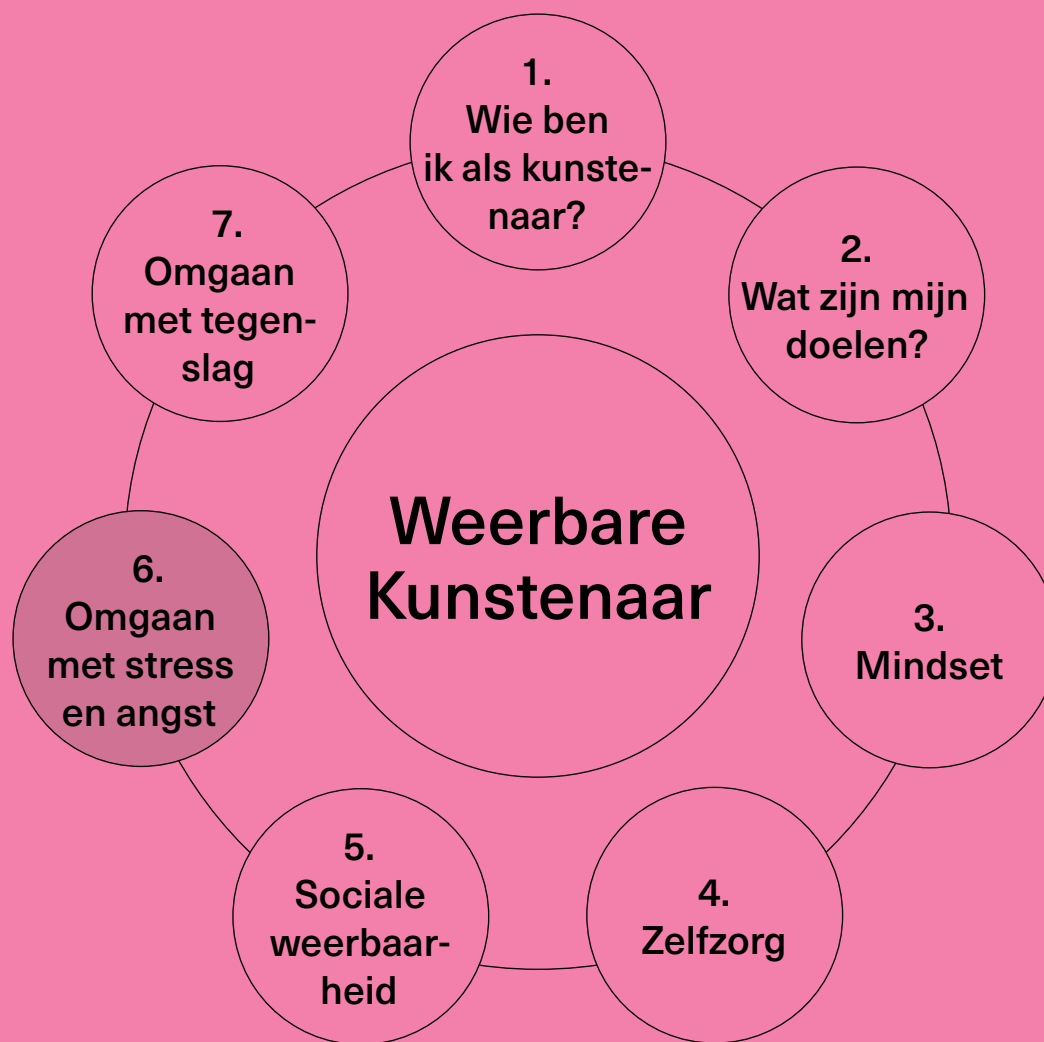 1.
Wie ben
ik als kunste-
naar?
2.
Wat zijn mijn
doelen?
3.
Mindset
4.
Zelfzorg
5.
Sociale
weerbaar-
heid
6.
Omgaan
met stress
en angst
7.
Omgaan
met tegen-
slag
Weerbare
Kunstenaar